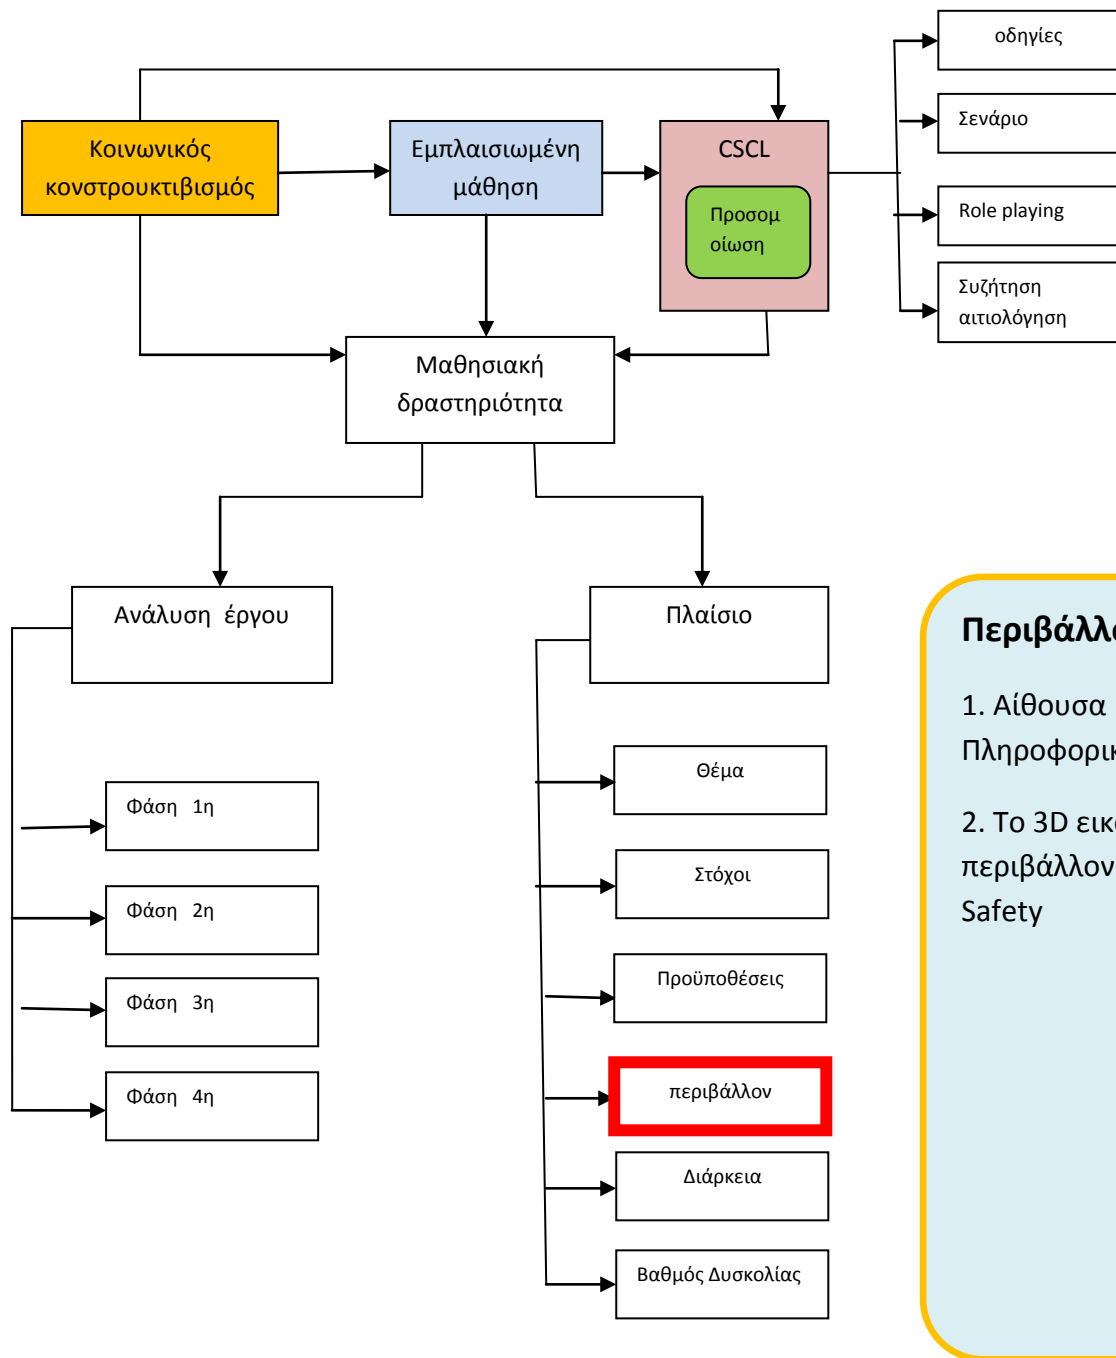 οδηγίες
Σενάριο
Role playing
Συζήτηση
αιτιολόγηση
Κοινωνικός
κονστρουκτιβισμός
Εμπλαισιωμένη
μάθηση
CSCL
Προσομ
οίωση
Μαθησιακή
δραστηριότητα
Ανάλυση έργου
Πλαίσιο
Φάση 1η
Φάση 2η
Φάση 3η
Φάση 4η
Θέμα
Στόχοι
Προϋποθέσεις
περιβάλλον
Διάρκεια
Βαθμός Δυσκολίας
1. Αίθουσα
2. Το 3D
περιβάλλον
Safety